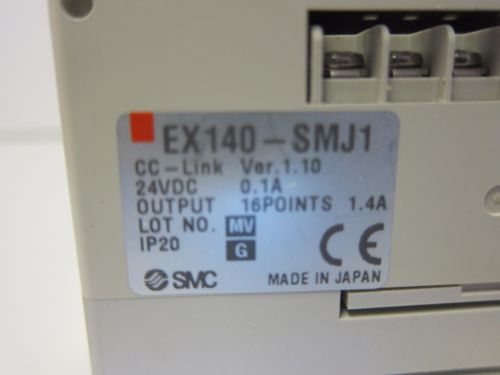 EX140-SMJ1
CC-Link Ver.1.10
24VDC 0.1A
OUTPUT 16POINTS 1.4A
LOT NO. MV
IP20 G
CE
SMC MADE IN JAPAN